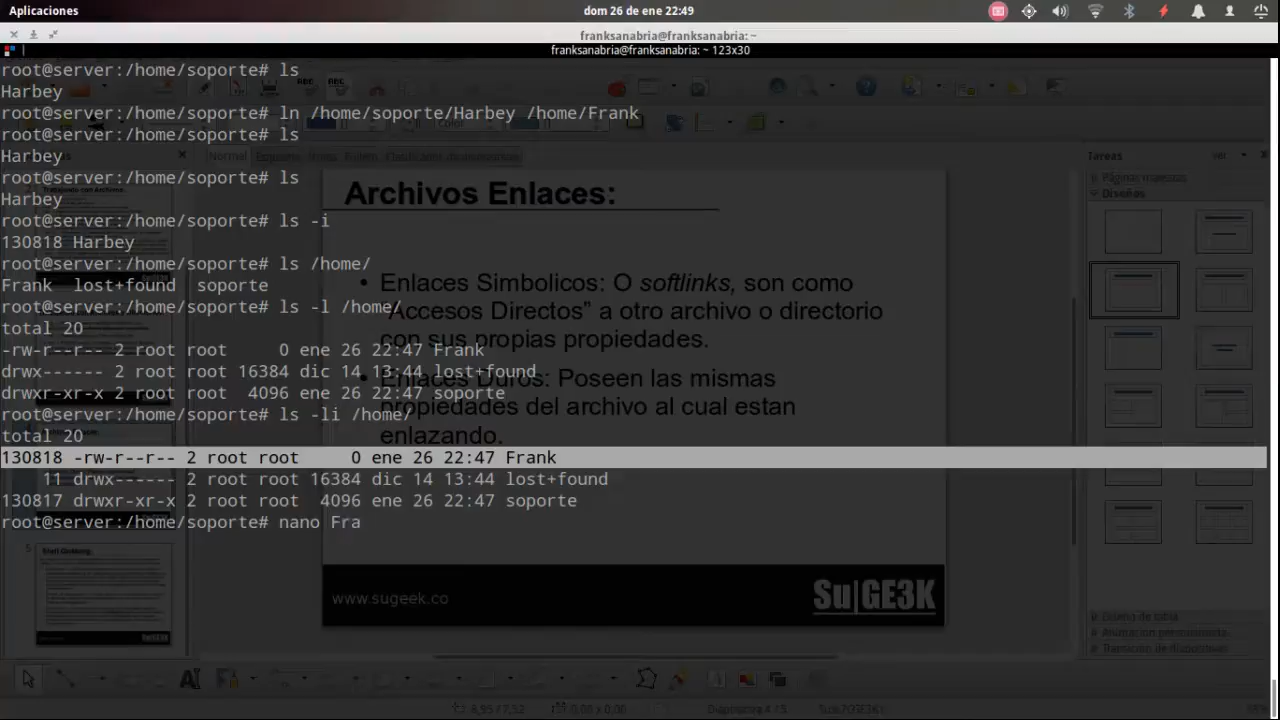 Aplicaciones
dom 26 de ene 22:49
franksanabria@franksanabria: ~
franksanabria@franksanabria: ~ 123x30
root@server:/home/soporte# ls
Harbey
root@server:/home/soporte# ln /home/soporte/Harbey /home/Frank
root@server:/home/soporte# ls
Harbey
root@server:/home/soporte# ls
Harbey
root@server:/home/soporte# ls -i
130818 Harbey
root@server:/home/soporte# ls /home/
Frank lost+found soporte
root@server:/home/soporte# ls -l /home/
total 20
-rw-r--r-- 2 root root 0 ene 26 22:47 Frank
drwx------ 2 root root 16384 dic 14 13:44 lost+found
drwxr-xr-x 2 root root 4096 ene 26 22:47 soporte
root@server:/home/soporte# ls -li /home/
total 20
130818 -rw-r--r-- 2 root root 0 ene 26 22:47 Frank
11 drwx------ 2 root root 16384 dic 14 13:44 lost+found
130817 drwxr-xr-x 2 root root 4096 ene 26 22:47 soporte
root@server:/home/soporte# nano Fra
Normal
Archivos Enlaces:
• Enlaces Simbolicos: O softlinks, son como
"Accesos Directos" a otro archivo o directorio
con sus propias propiedades.
• Enlaces Duros: Poseen las mismas
propiedades del archivo al cual estan
enlazando.
www.sugeek.co
Su|GE3K
Tareas
Ver
Páginas maestras
Diseños
Diseño de tabla
5